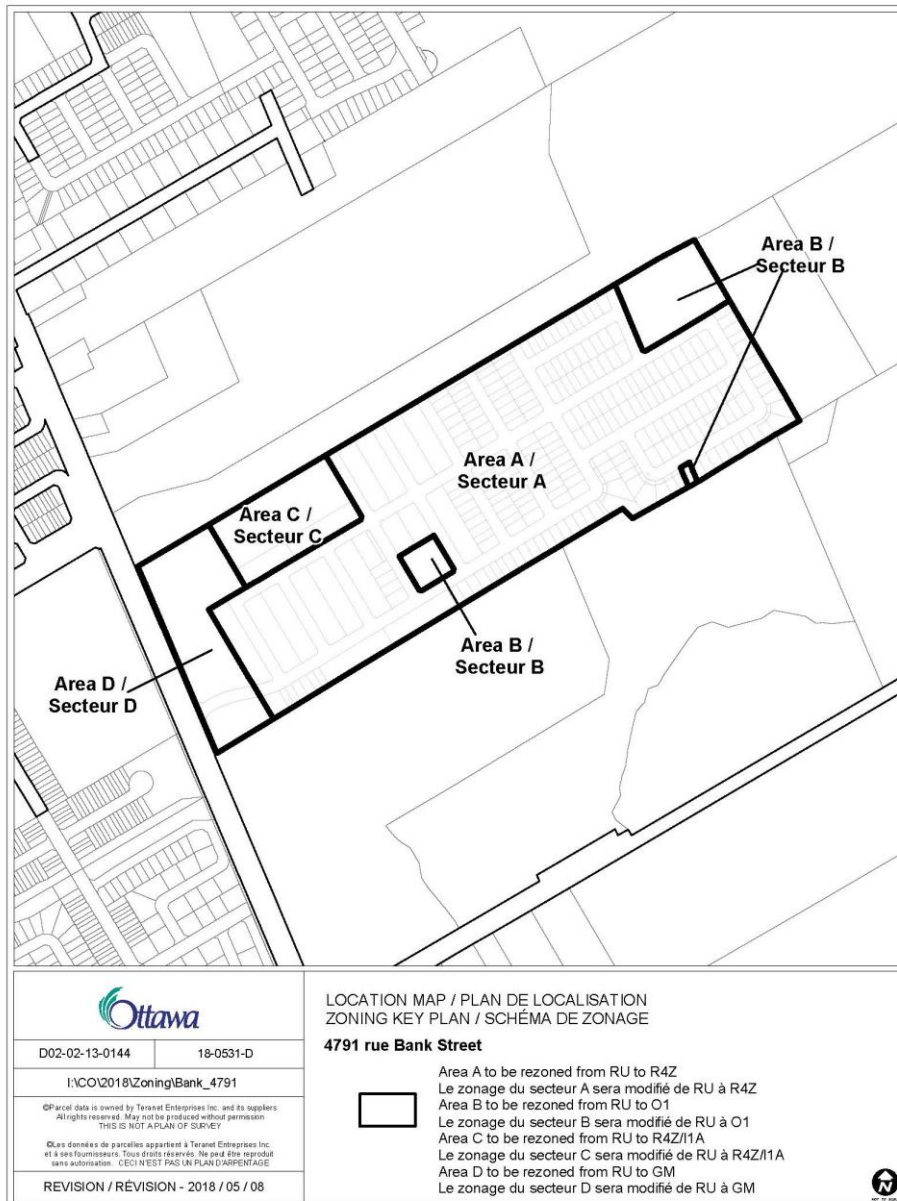 Area B /
Secteur B
Area A /
Secteur A
Area C /
Secteur C
Area B /
Secteur B
Area D /
Secteur D
Ottawa
D02-02-13-0144
18-0531-D
I:\CO\2018\Zoning\Bank_4791
©Parcel data is owned by Teranet Enterprises Inc. and its suppliers
All rights reserved. May not be produced without permission
THIS IS NOT A PLAN OF SURVEY
©Les données de parcelles appartient à Teranet Entreprises Inc.
et à ses fournisseurs. Tous droits réservés. Ne peut être reproduit
sans autorisation. CECI N'EST PAS UN PLAN D'ARPENTAGE
REVISION / RÉVISION - 2018 / 05 / 08
LOCATION MAP / PLAN DE LOCALISATION
ZONING KEY PLAN / SCHÉMA DE ZONAGE
4791 rue Bank Street
Area A to be rezoned from RU to R4Z
Le zonage du secteur A sera modifié de RU à R4Z
Area B to be rezoned from RU to O1
Le zonage du secteur B sera modifié de RU à O1
Area C to be rezoned from RU to R4Z/I1A
Le zonage du secteur C sera modifié de RU à R4Z/I1A
Area D to be rezoned from RU to GM
Le zonage du secteur D sera modifié de RU à GM
N